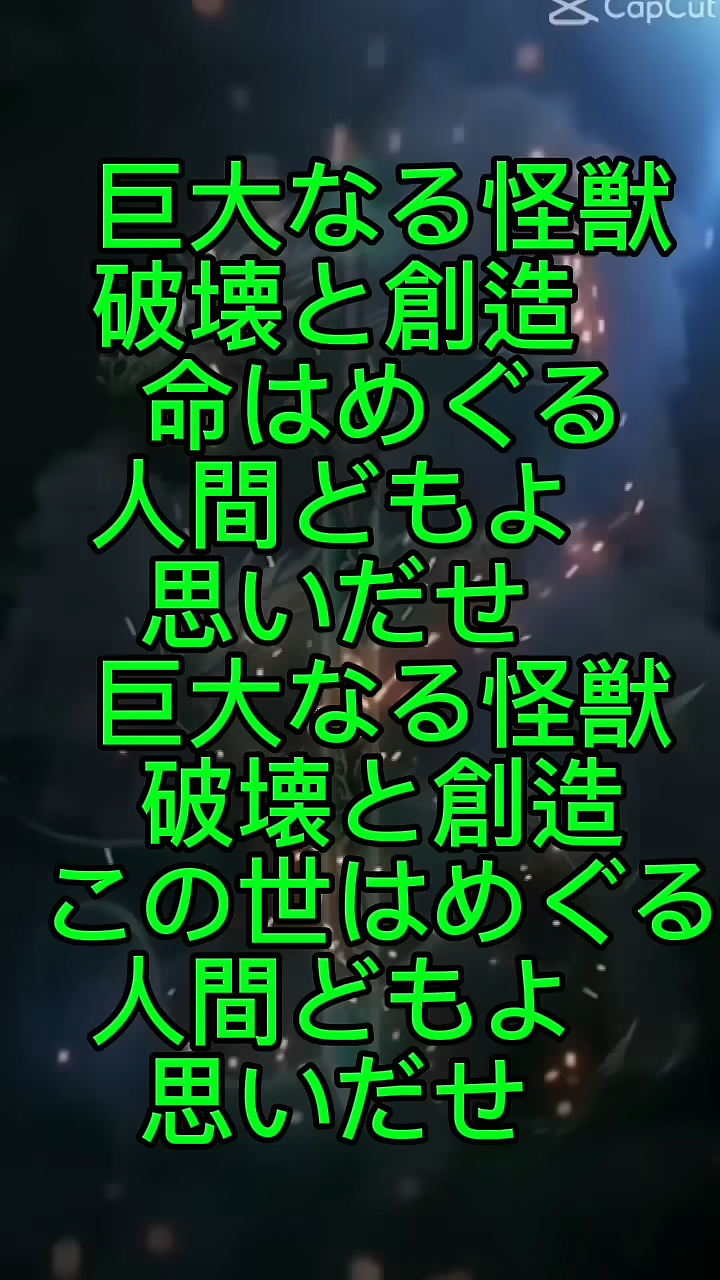 CapCut
巨大なる怪獣
破壊と創造
命はめぐる
人間どもよ
思いだせ
巨大なる怪獣
破壊と創造
この世はめぐる
人間どもよ
思いだせ